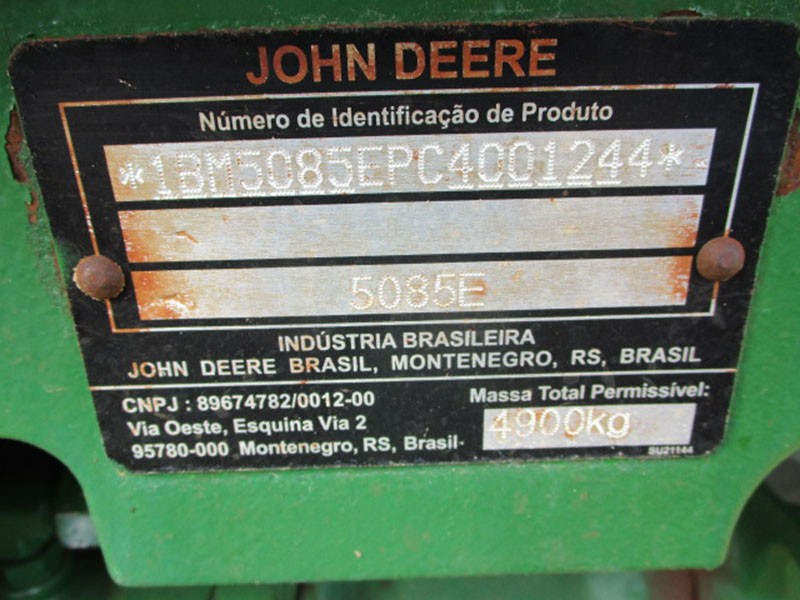 JOHN DEERE
Número de Identificação de Produto
*1BM5085EPC4001244*
5085E
INDÚSTRIA BRASILEIRA
JOHN DEERE BRASIL, MONTENEGRO, RS, BRASIL
CNPJ : 89674782/0012-00
Via Oeste, Esquina Via 2
95780-000 Montenegro, RS, Brasil
Massa Total Permissível:
4900kg
SU21144